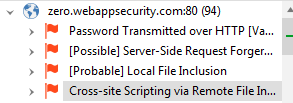 zero.webappsecurity.com:80 (94)
Password Transmitted over HTTP [Va...
[Possible] Server-Side Request Forger...
[Probable] Local File Inclusion
Cross-site Scripting via Remote File In...